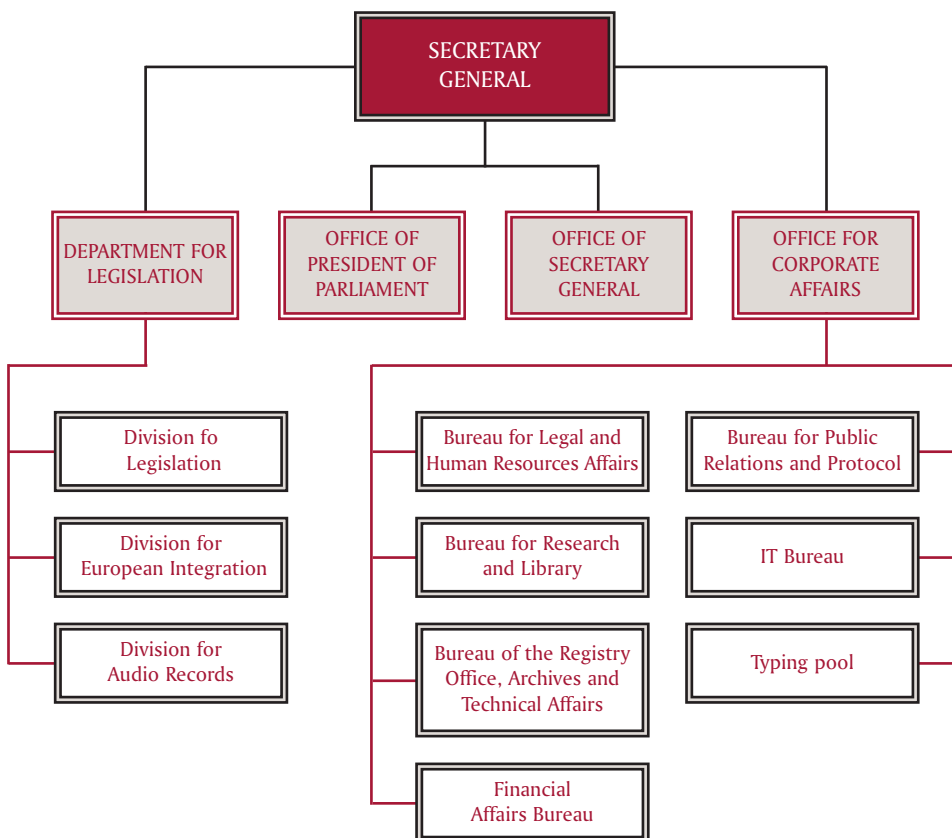 SECRETARY
GENERAL
DEPARTMENT FOR
LEGISLATION
OFFICE OF
PRESIDENT OF
PARLIAMENT
OFFICE OF
SECRETARY
GENERAL
OFFICE FOR
CORPORATE
AFFAIRS
Division fo
Legislation
Division for
European Integration
Division for
Audio Records
Bureau for Legal and
Human Resources Affairs
Bureau for Research
and Library
Bureau of the Registry
Office, Archives and
Technical Affairs
Financial
Affairs Bureau
Bureau for Public
Relations and Protocol
IT Bureau
Typing pool